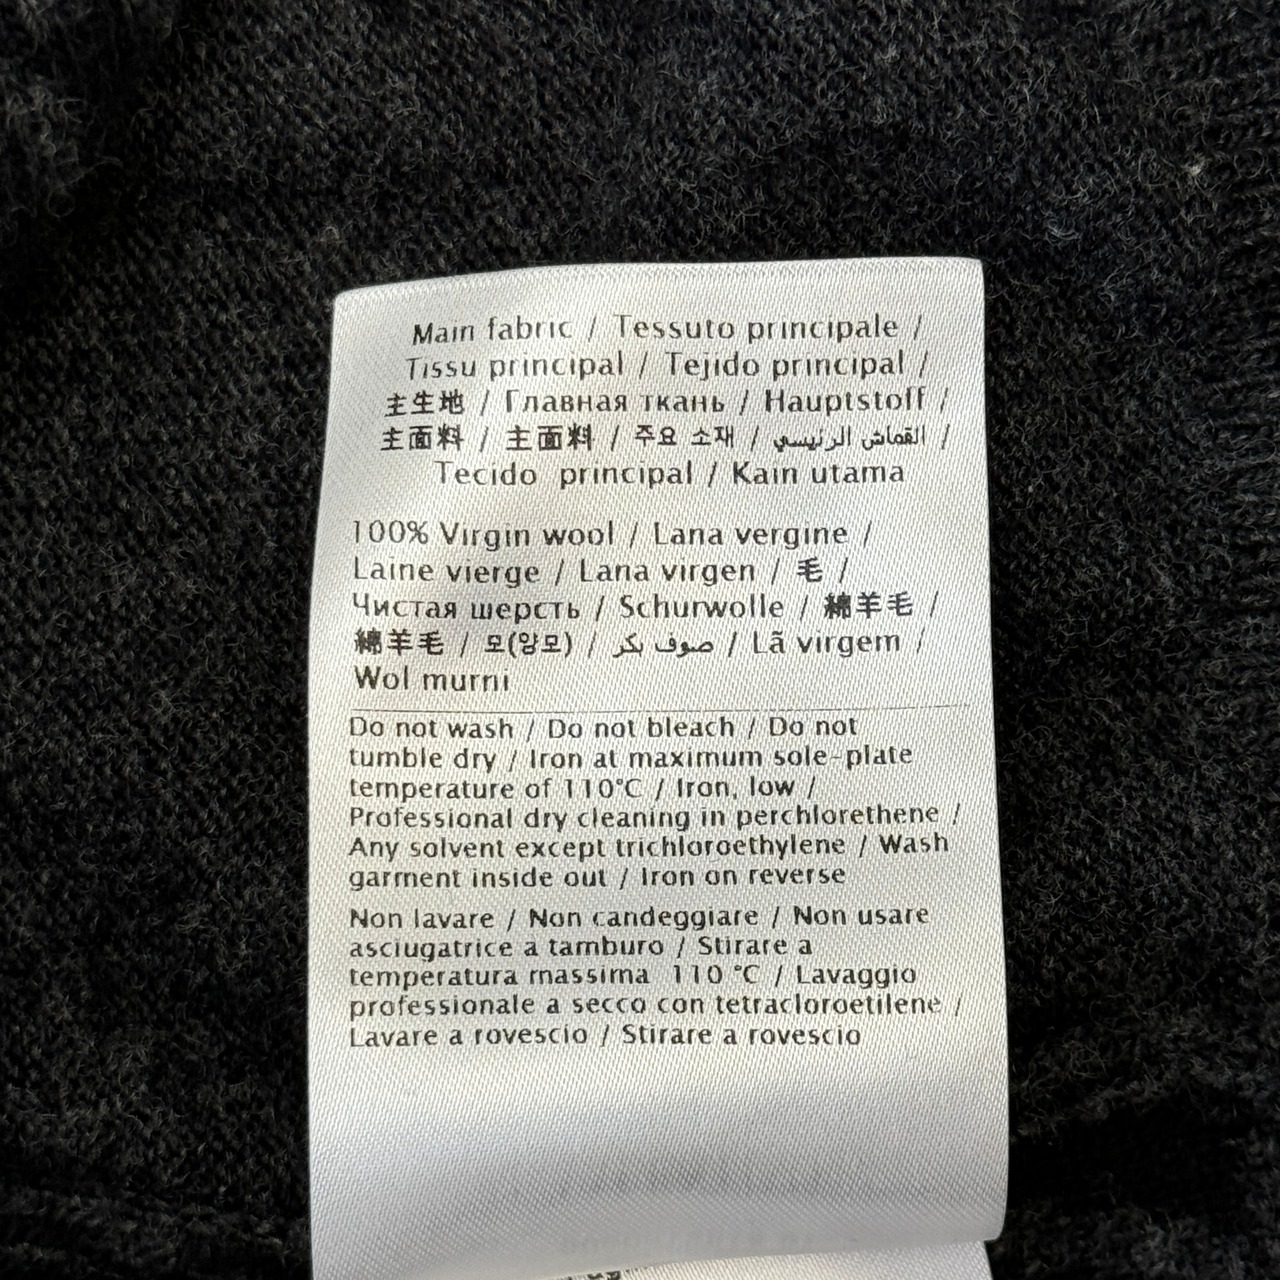 Main fabric / Tessuto principale /
Tissu principal / Tejido principal /
主生地 / Главная ткань / Hauptstoff /
主面料 / 主面料 / 주요 소재 / القماش الرئيسي /
Tecido principal / Kain utama
100% Virgin wool / Lana vergine /
Laine vierge / Lana virgen / 毛 /
Чистая шерсть / Schurwolle / 綿羊毛 /
綿羊毛 / 모(양모) / صوف بكر / Lã virgem /
Wol murni
Do not wash / Do not bleach / Do not
tumble dry / Iron at maximum sole-plate
temperature of 110°C / Iron, low /
Professional dry cleaning in perchlorethene /
Any solvent except trichloroethylene / Wash
garment inside out / Iron on reverse
Non lavare / Non candeggiare / Non usare
asciugatrice a tamburo / Stirare a
temperatura massima 110 °C / Lavaggio
professionale a secco con tetracloroetilene /
Lavare a rovescio / Stirare a rovescio